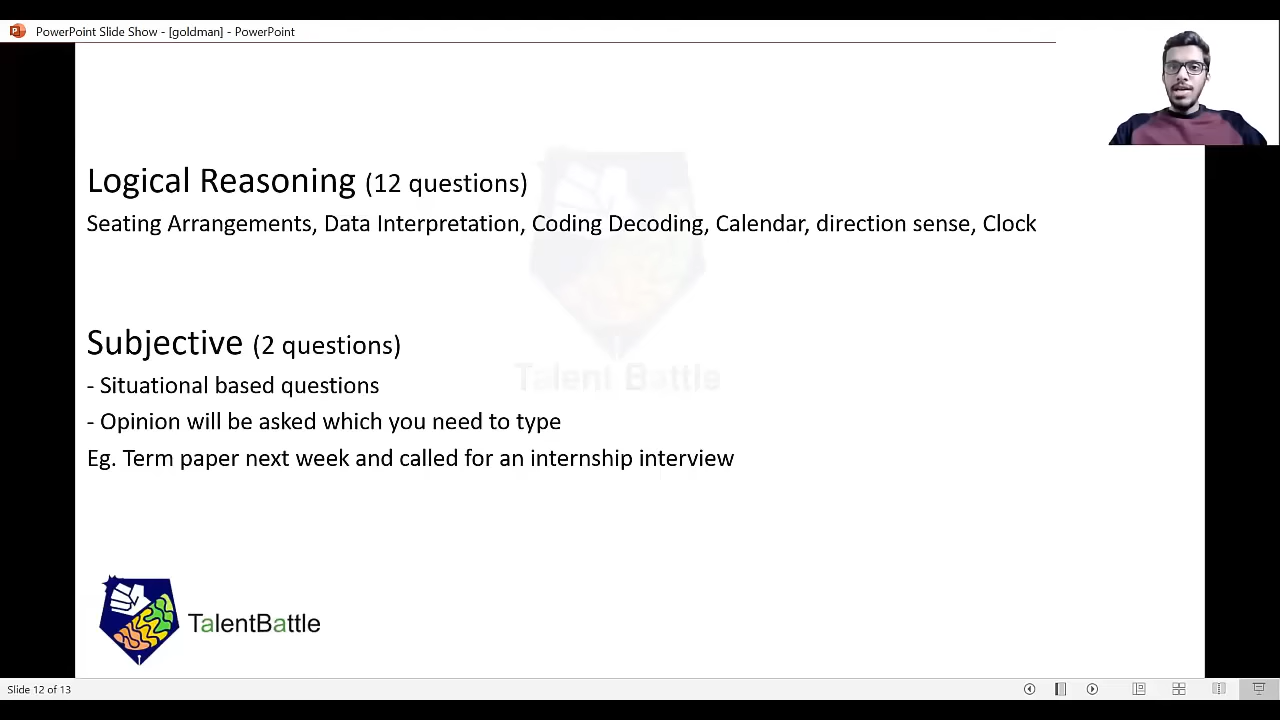 PowerPoint Slide Show - [goldman] - PowerPoint
Logical Reasoning (12 questions)
Seating Arrangements, Data Interpretation, Coding Decoding, Calendar, direction sense, Clock
Subjective (2 questions)
- Situational based questions
Talent Battle
- Opinion will be asked which you need to type
Eg. Term paper next week and called for an internship interview
TalentBattle
Slide 12 of 13